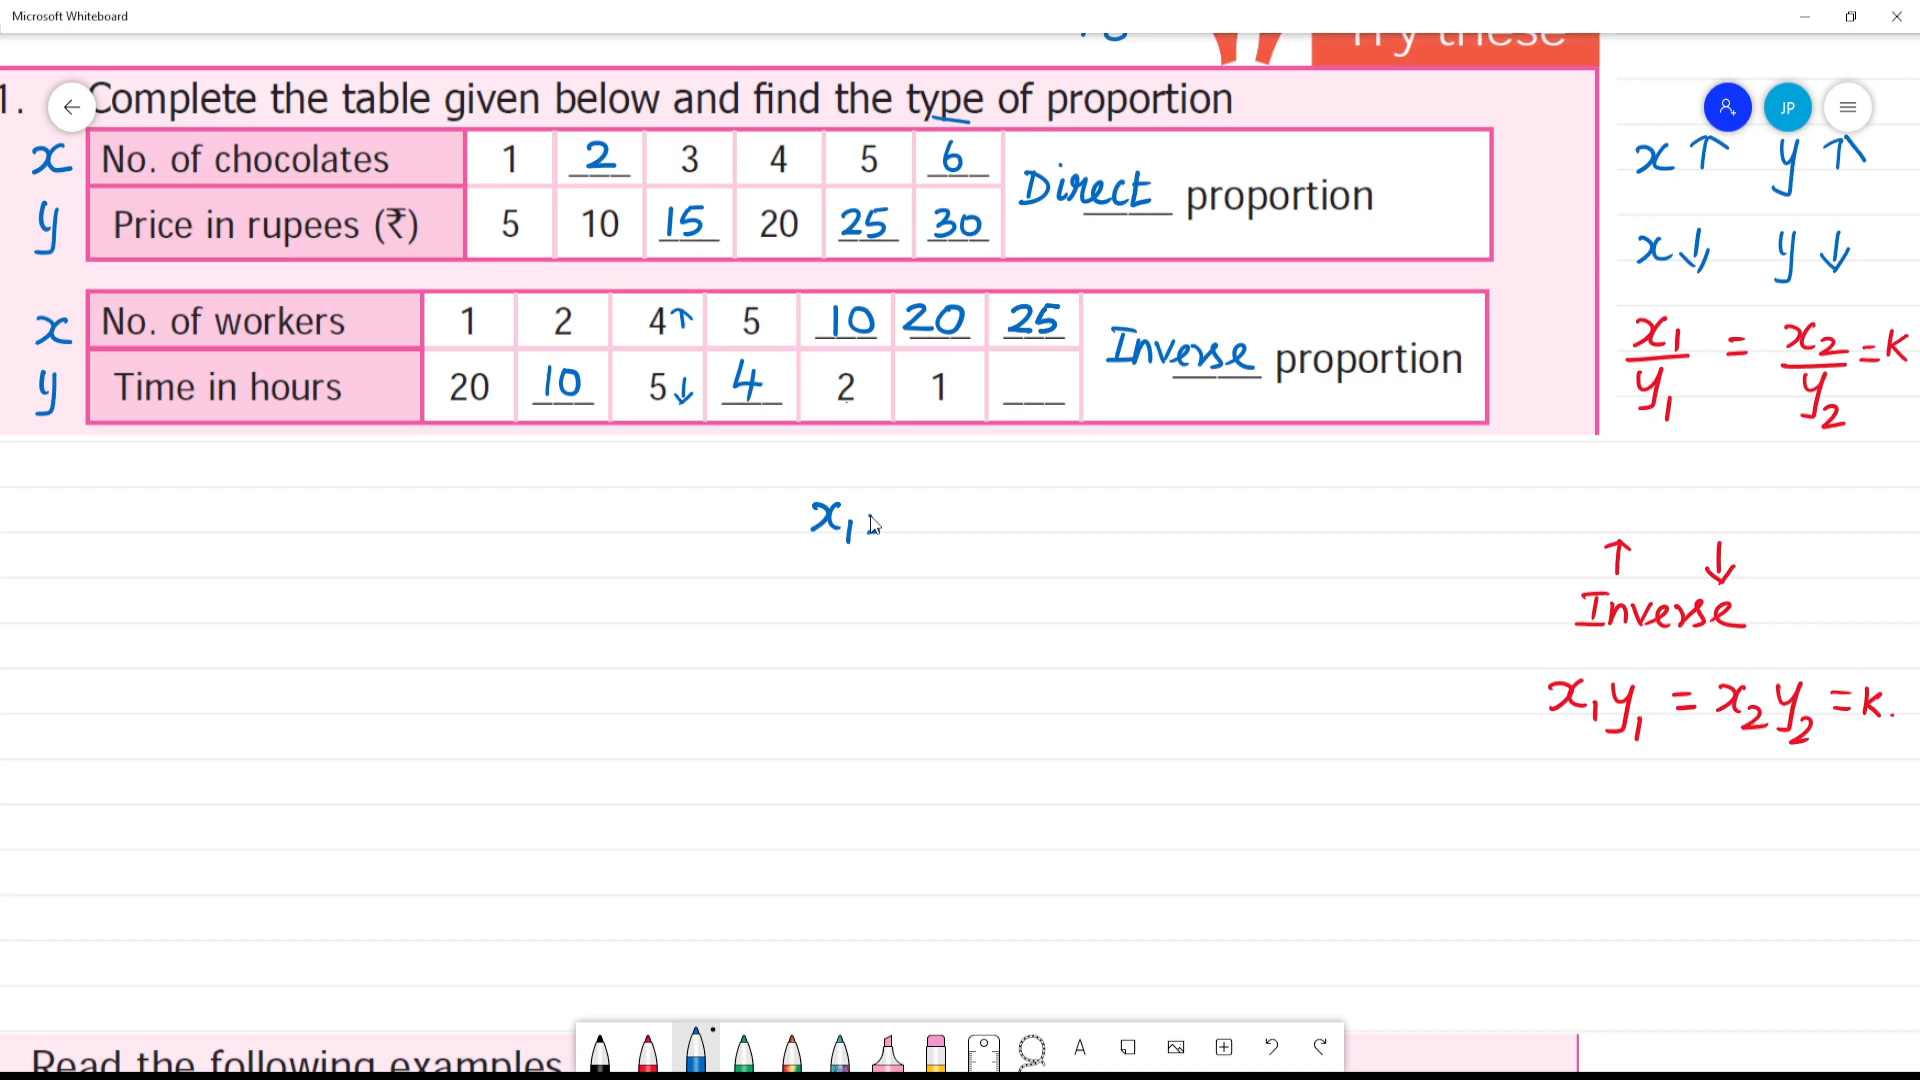 Microsoft Whiteboard
Try these
1. Complete the table given below and find the type of proportion
JP
x No. of chocolates 1 2 3 4 5 6 Direct proportion
y Price in rupees (₹) 5 10 15 20 25 30
x ↑ y ↑
x ↓ y ↓
x No. of workers 1 2 4↑ 5 10 20 25 Inverse proportion
y Time in hours 20 10 5↓ 4 2 1 ___
x1/y1 = x2/y2 = K
x1
↑ ↓
Inverse
x1y1 = x2y2 = K.
Read the following examples
A